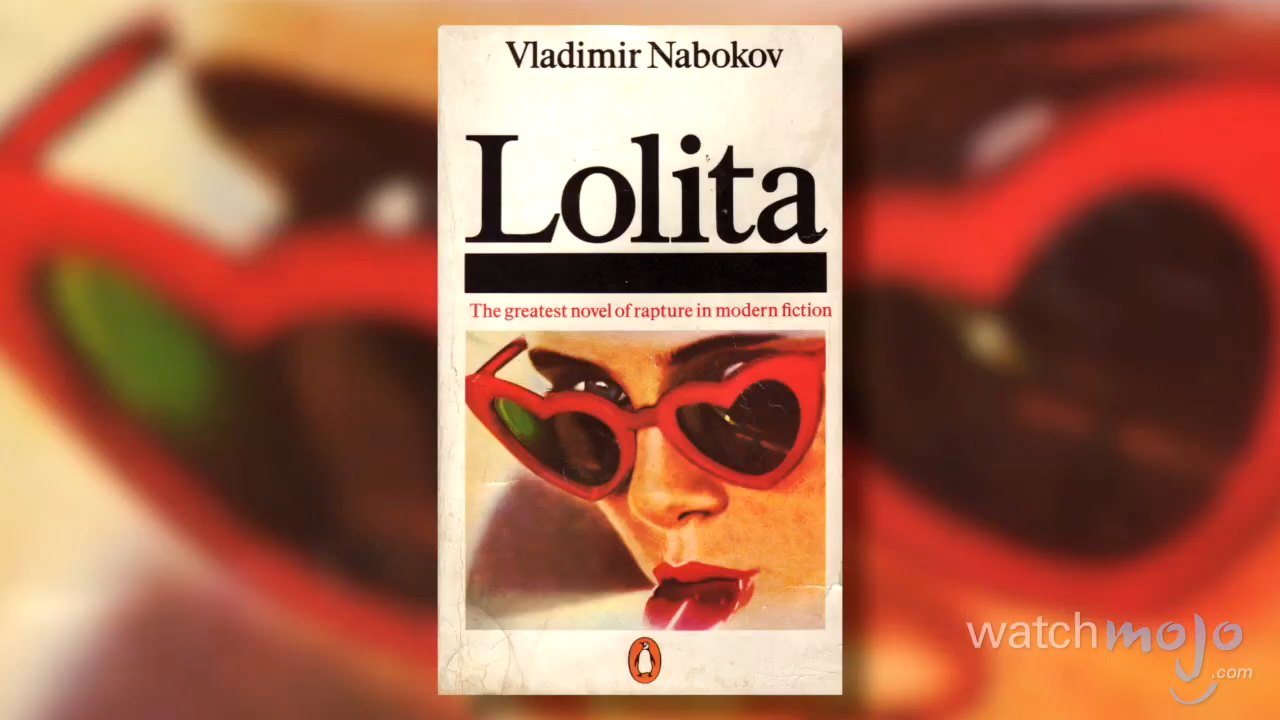 Vladimir Nabokov
Lolita
The greatest novel of rapture in modern fiction
watchmojo
.com